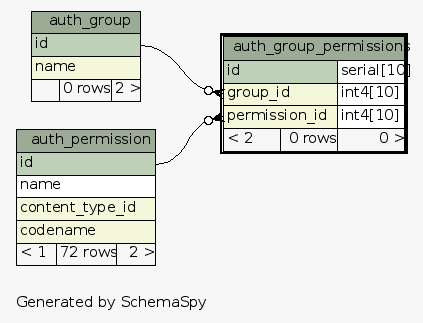 auth_group
id
name
0 rows 2 >
auth_group_permissions
id serial[10]
group_id int4[10]
permission_id int4[10]
< 2 0 rows 0 >
auth_permission
id
name
content_type_id
codename
< 1 72 rows 2 >
Generated by SchemaSpy